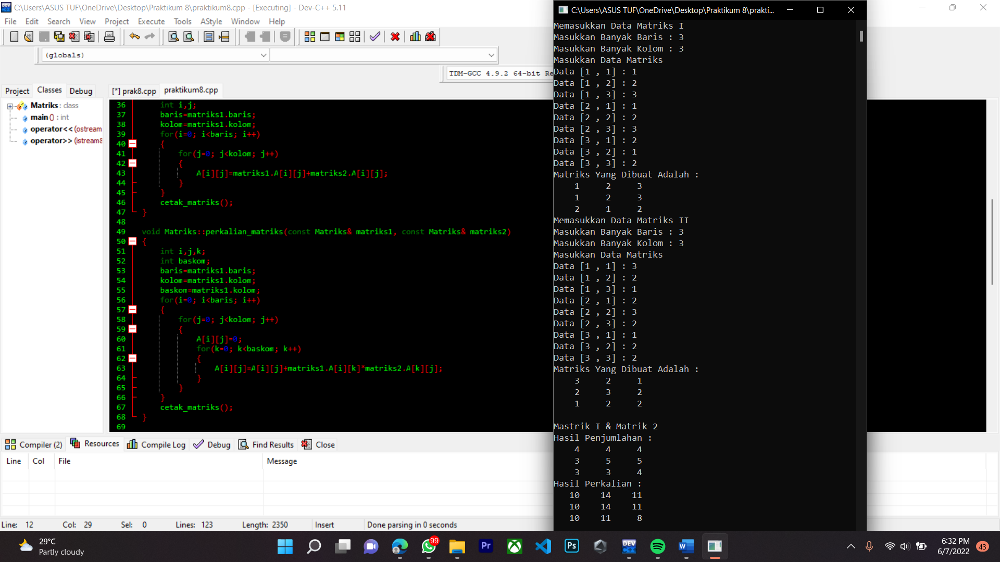 C:\Users\ASUS TUF\OneDrive\Desktop\Praktikum 8\praktikum8.cpp - [Executing] - Dev-C++ 5.11
File Edit Search View Project Execute Tools AStyle Window Help
(globals)
TDM-GCC 4.9.2 64-bit Re
Project Classes Debug
[*] prak8.cpp praktikum8.cpp
Matriks : class
main () : int
operator<< (ostream
operator>> (istream&
36 int i,j;
37 baris=matriks1.baris;
38 kolom=matriks1.kolom;
39 for(i=0; i<baris; i++)
40 {
41 for(j=0; j<kolom; j++)
42 {
43 A[i][j]=matriks1.A[i][j]+matriks2.A[i][j];
44 }
45 }
46 cetak_matriks();
47 }
48
49 void Matriks::perkalian_matriks(const Matriks& matriks1, const Matriks& matriks2)
50 {
51 int i,j,k;
52 int baskom;
53 baris=matriks1.baris;
54 kolom=matriks1.kolom;
55 baskom=matriks1.kolom;
56 for(i=0; i<baris; i++)
57 {
58 for(j=0; j<kolom; j++)
59 {
60 A[i][j]=0;
61 for(k=0; k<baskom; k++)
62 {
63 A[i][j]=A[i][j]+matriks1.A[i][k]*matriks2.A[k][j];
64 }
65 }
66 }
67 cetak_matriks();
68 }
69
Compiler (2) Resources Compile Log Debug Find Results Close
Line Col File Message
Line: 12 Col: 29 Sel: 0 Lines: 123 Length: 2350 Insert Done parsing in 0 seconds
C:\Users\ASUS TUF\OneDrive\Desktop\Praktikum 8\prakti...
Memasukkan Data Matriks I
Masukkan Banyak Baris : 3
Masukkan Banyak Kolom : 3
Masukkan Data Matriks
Data [1 , 1] : 1
Data [1 , 2] : 2
Data [1 , 3] : 3
Data [2 , 1] : 1
Data [2 , 2] : 2
Data [2 , 3] : 3
Data [3 , 1] : 2
Data [3 , 2] : 1
Data [3 , 3] : 2
Matriks Yang Dibuat Adalah :
1 2 3
1 2 3
2 1 2
Memasukkan Data Matriks II
Masukkan Banyak Baris : 3
Masukkan Banyak Kolom : 3
Masukkan Data Matriks
Data [1 , 1] : 3
Data [1 , 2] : 2
Data [1 , 3] : 1
Data [2 , 1] : 2
Data [2 , 2] : 3
Data [2 , 3] : 2
Data [3 , 1] : 1
Data [3 , 2] : 2
Data [3 , 3] : 2
Matriks Yang Dibuat Adalah :
3 2 1
2 3 2
1 2 2
Mastrik I & Matrik 2
Hasil Penjumlahan :
4 4 4
3 5 5
3 3 4
Hasil Perkalian :
10 14 11
10 14 11
10 11 8
29°C
Partly cloudy
99
Pr
Ps
DEV C++
W
6:32 PM
6/7/2022
43